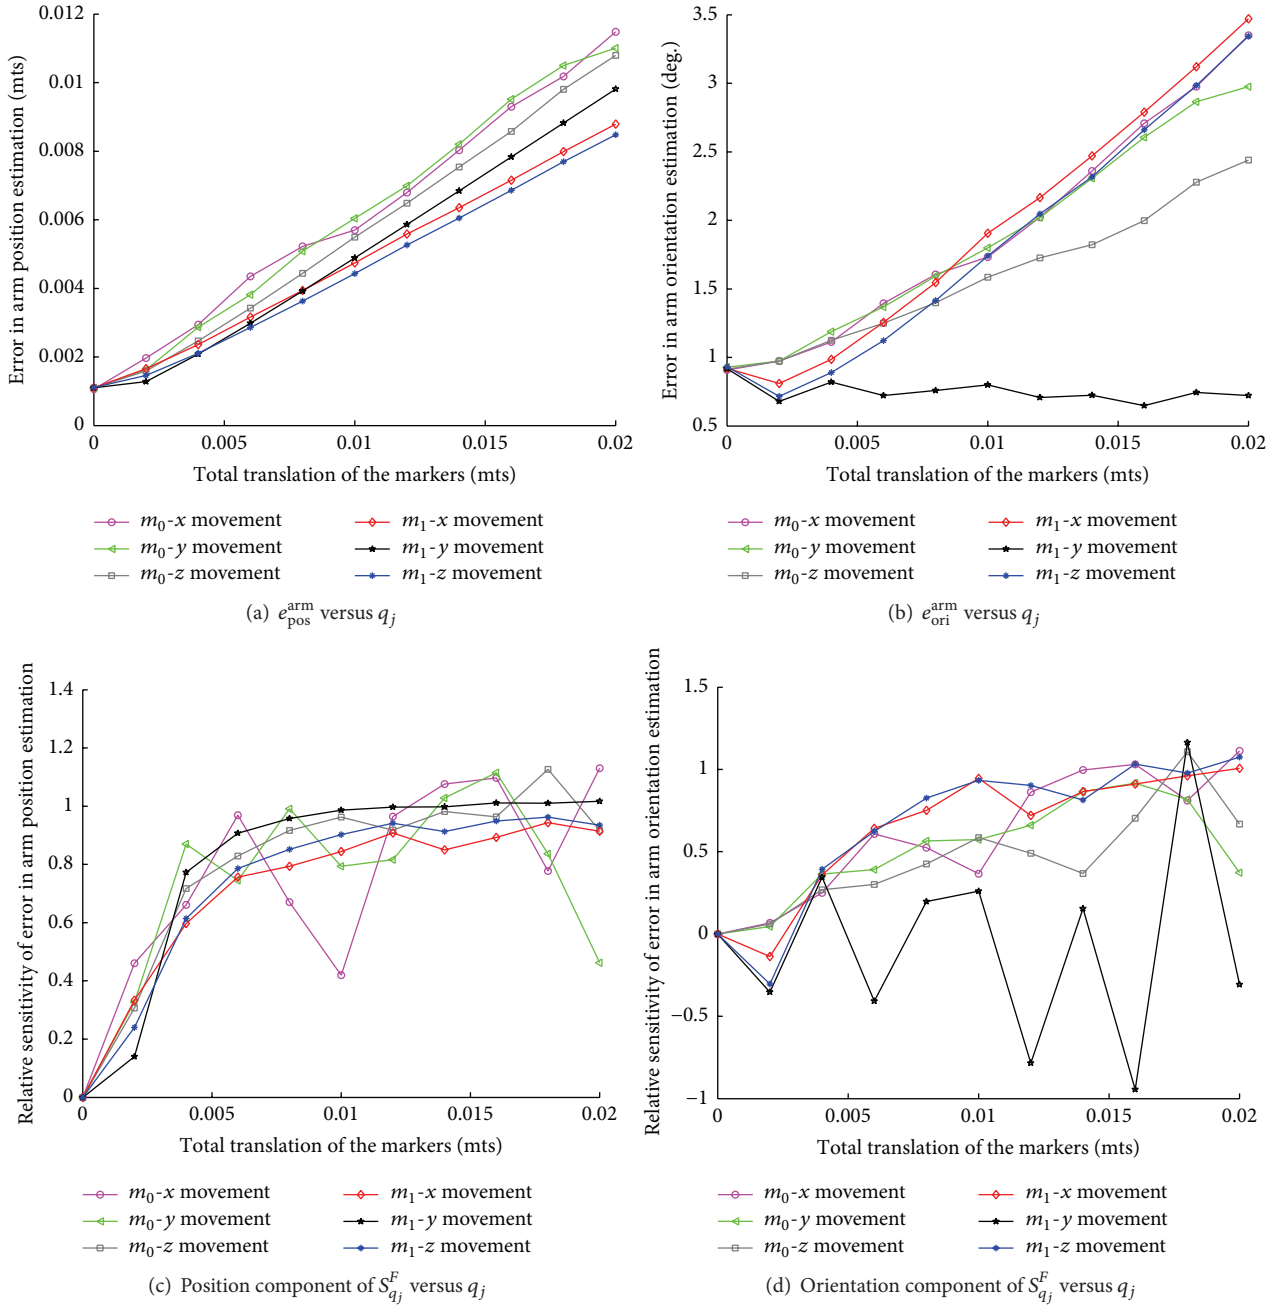 Error in arm position estimation (mts)
0.012
0.01
0.008
0.006
0.004
0.002
0
0 0.005 0.01 0.015 0.02
Total translation of the markers (mts)
m0-x movement m1-x movement
m0-y movement m1-y movement
m0-z movement m1-z movement
(a) e_pos^arm versus q_j
Error in arm orientation estimation (deg.)
3.5
3
2.5
2
1.5
1
0.5
0 0.005 0.01 0.015 0.02
Total translation of the markers (mts)
m0-x movement m1-x movement
m0-y movement m1-y movement
m0-z movement m1-z movement
(b) e_ori^arm versus q_j
Relative sensitivity of error in arm position estimation
1.4
1.2
1
0.8
0.6
0.4
0.2
0
0 0.005 0.01 0.015 0.02
Total translation of the markers (mts)
m0-x movement m1-x movement
m0-y movement m1-y movement
m0-z movement m1-z movement
(c) Position component of S_{q_j}^F versus q_j
Relative sensitivity of error in arm orientation estimation
1.5
1
0.5
0
−0.5
−1
0 0.005 0.01 0.015 0.02
Total translation of the markers (mts)
m0-x movement m1-x movement
m0-y movement m1-y movement
m0-z movement m1-z movement
(d) Orientation component of S_{q_j}^F versus q_j